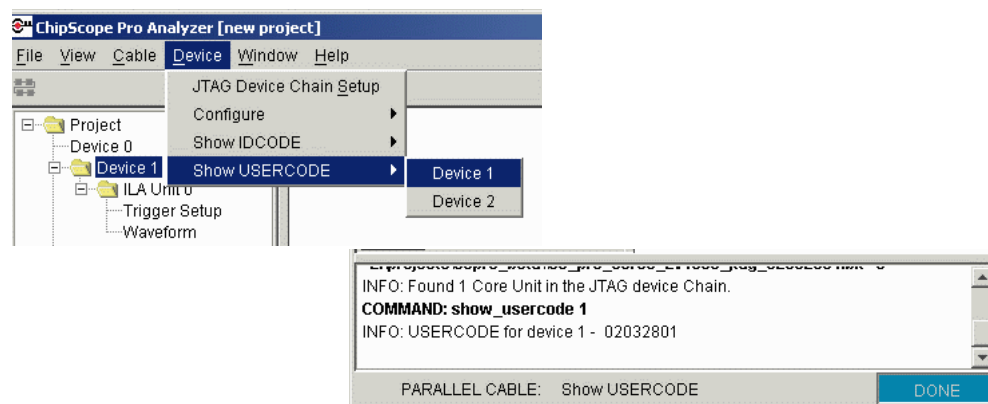 ChipScope Pro Analyzer [new project]
File View Cable Device Window Help
JTAG Device Chain Setup
Configure
Show IDCODE
Show USERCODE
Device 1
Device 2
Project
Device 0
Device 1
ILA Unit 0
Trigger Setup
Waveform
INFO: Found 1 Core Unit in the JTAG device Chain.
COMMAND: show_usercode 1
INFO: USERCODE for device 1 - 02032801
PARALLEL CABLE: Show USERCODE
DONE